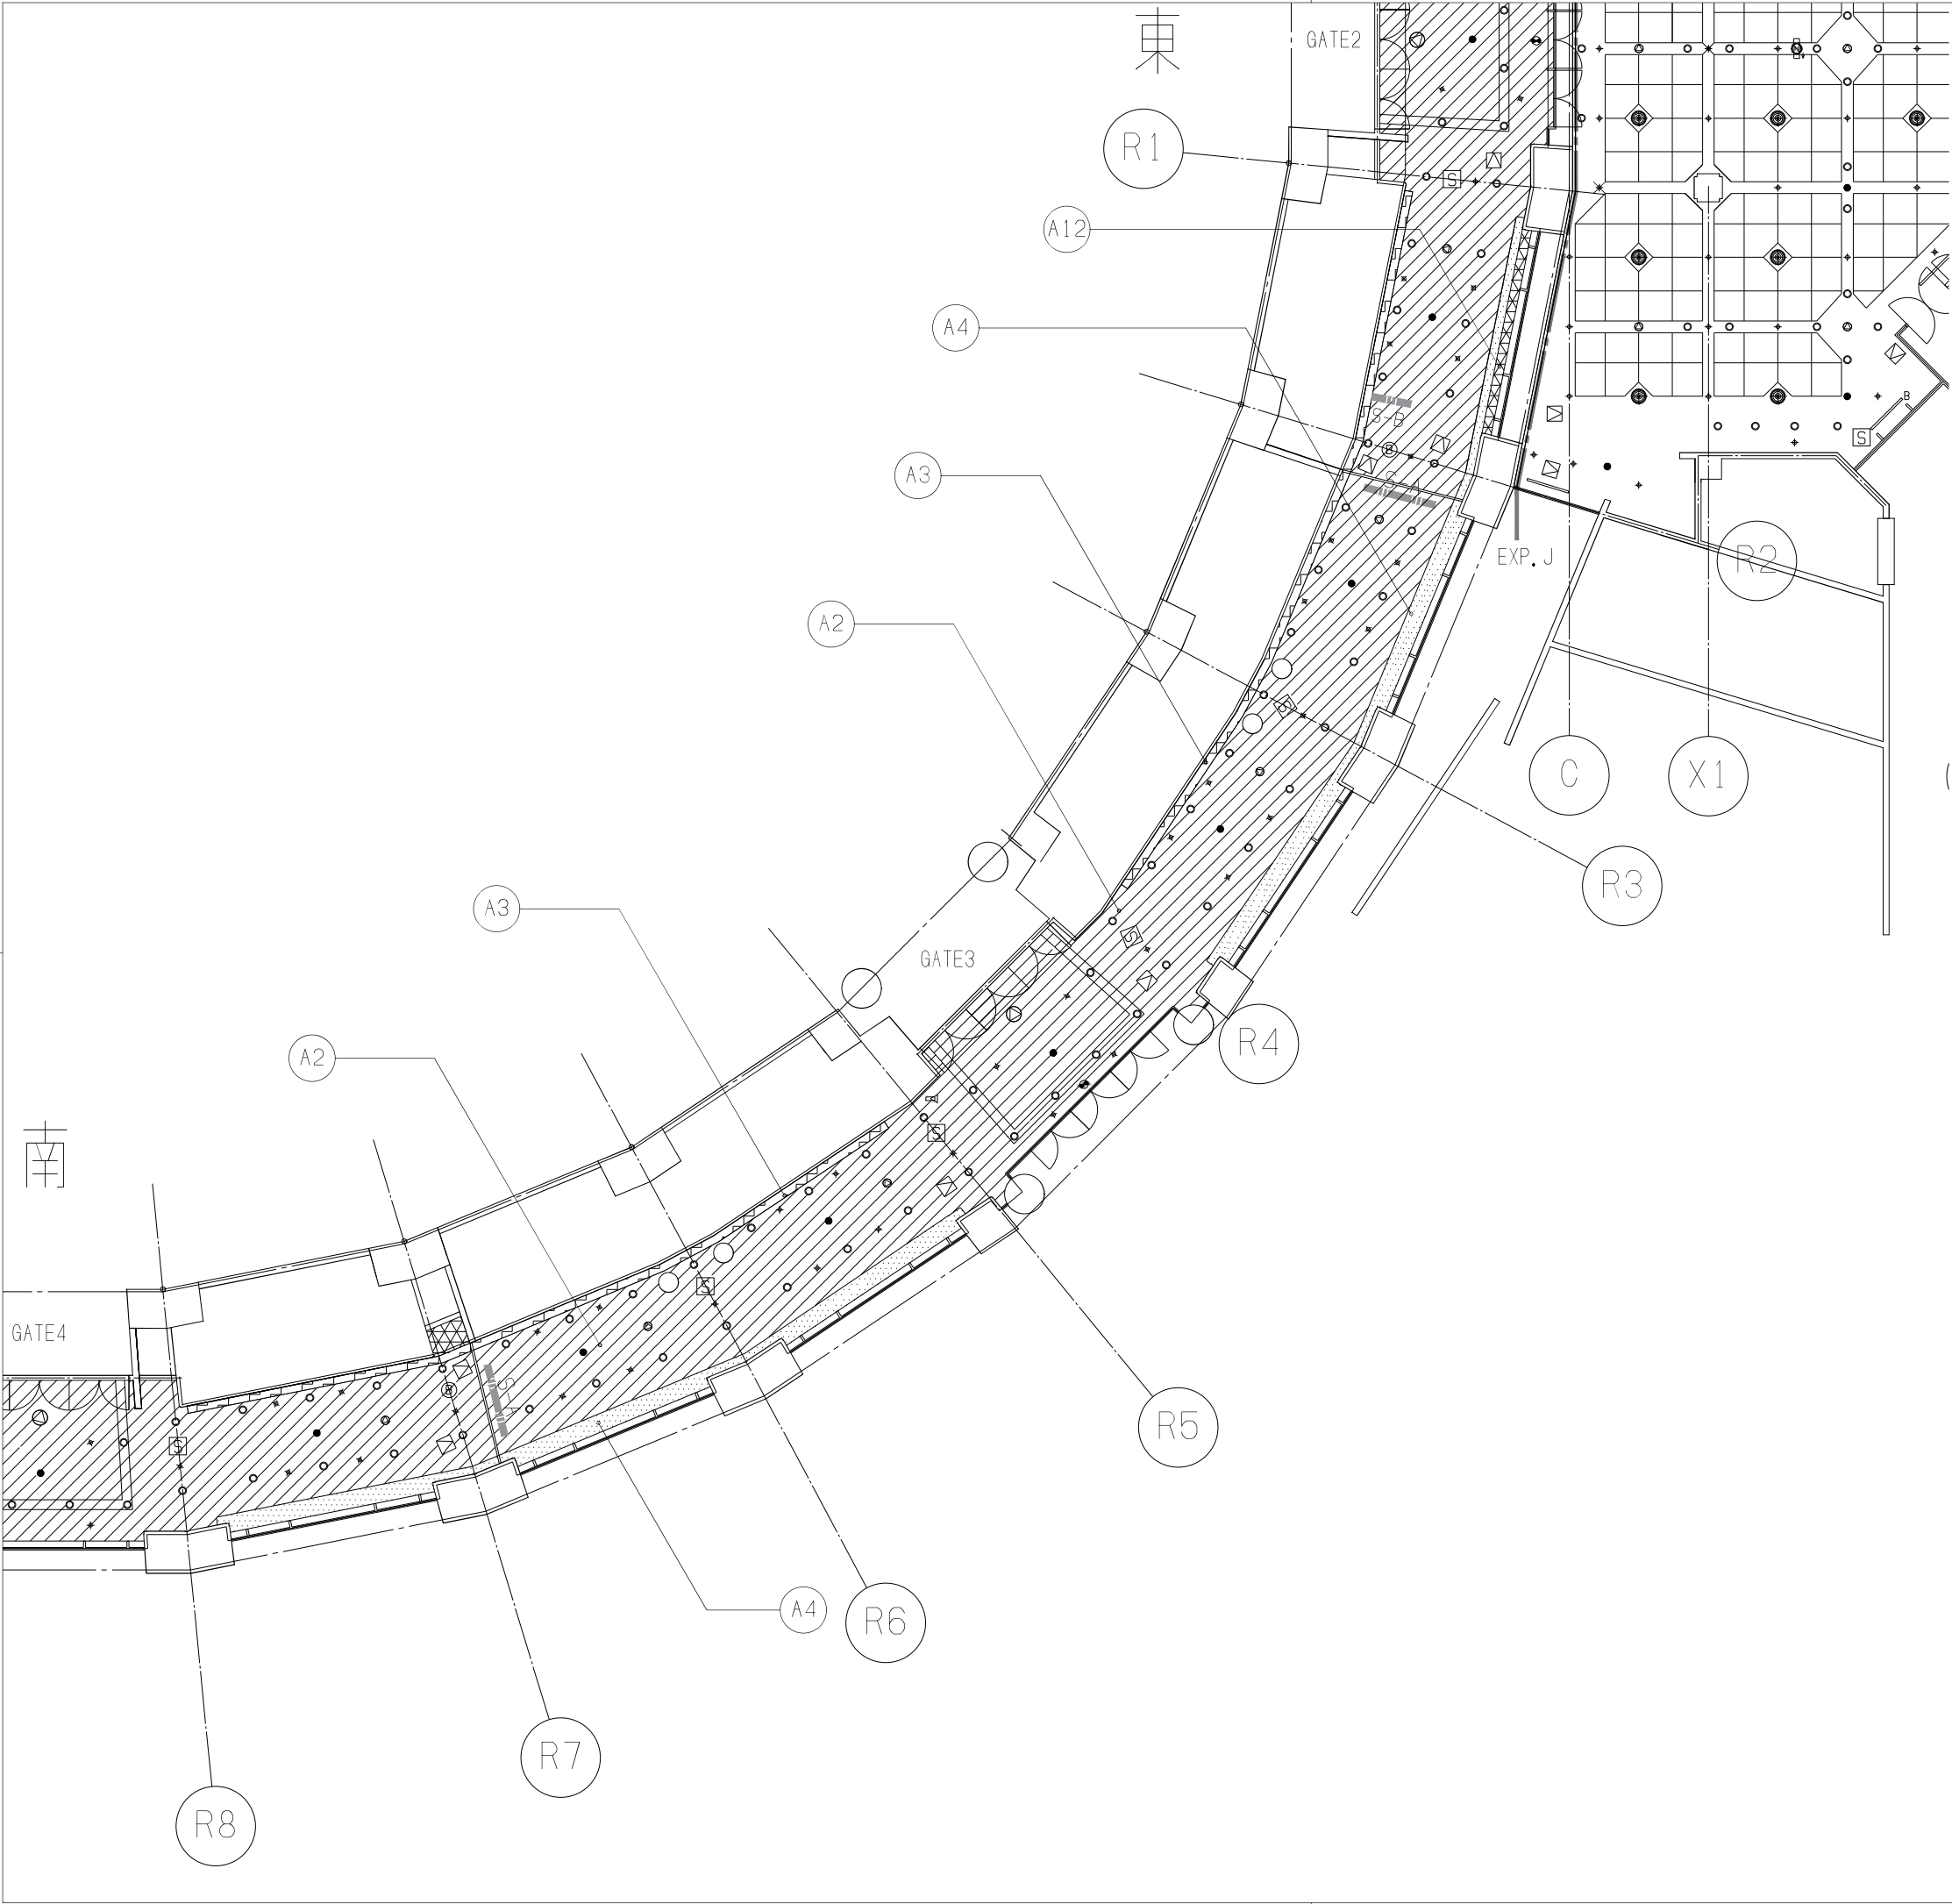 東
GATE2
R1
S
A12
A4
B
S
S-B
B
A3
S-A
EXP.J
R2
A2
S
C
X1
R3
A3
S
GATE3
R4
A2
S
南
S
GATE4
B
S-A
R5
S
A4
R6
R7
R8